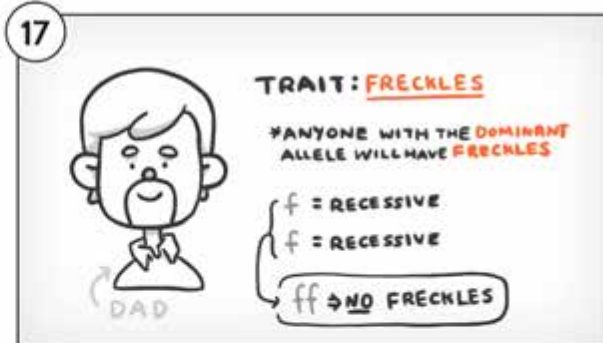 17
TRAIT: FRECKLES
*ANYONE WITH THE DOMINANT
ALLELE WILL HAVE FRECKLES
f = RECESSIVE
f = RECESSIVE
ff → NO FRECKLES
DAD